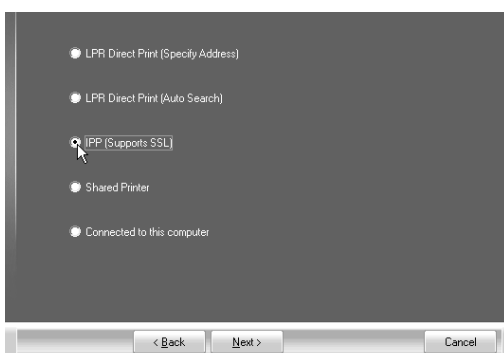 LPR Direct Print (Specify Address)
LPR Direct Print (Auto Search)
IPP (Supports SSL)
Shared Printer
Connected to this computer
< Back Next > Cancel